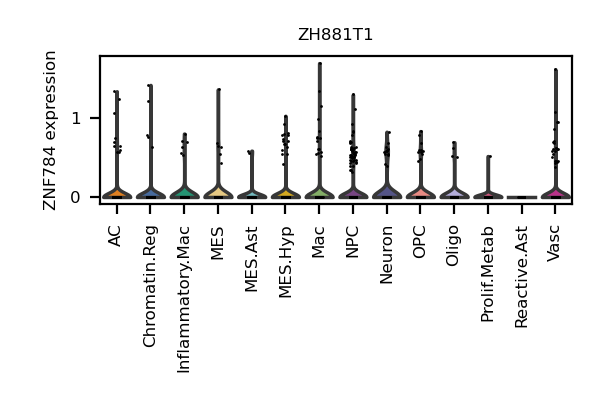 ZH881T1
ZNF784 expression
1
0
AC
Chromatin.Reg
Inflammatory.Mac
MES
MES.Ast
MES.Hyp
Mac
NPC
Neuron
OPC
Oligo
Prolif.Metab
Reactive.Ast
Vasc